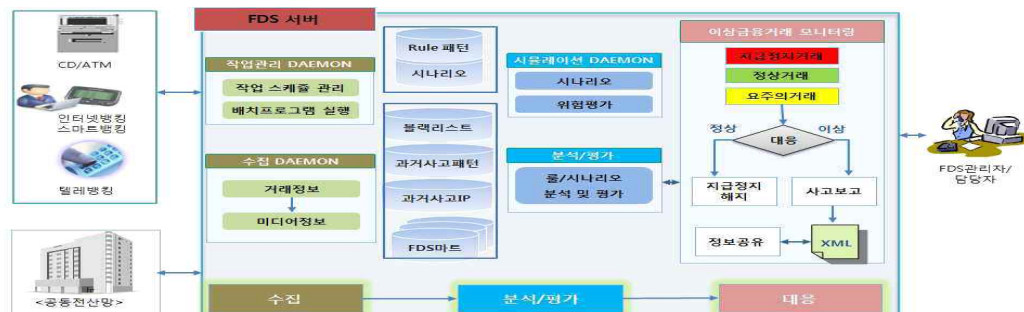 CD/ATM
인터넷뱅킹
스마트뱅킹
텔레뱅킹
<공동전산망>
FDS 서버
작업관리 DAEMON
작업 스케쥴 관리
배치프로그램 실행
수집 DAEMON
거래정보
미디어정보
Rule 패턴
시나리오
블랙리스트
과거사고패턴
과거사고IP
FDS마트
시뮬레이션 DAEMON
시나리오
위험평가
분석/평가
룰/시나리오
분석 및 평가
이상금융거래 모니터링
지급정지거래
정상거래
요주의거래
정상
이상
대응
지급정지
해지
사고보고
정보공유
XML
FDS관리자/
담당자
수집
분석/평가
대응